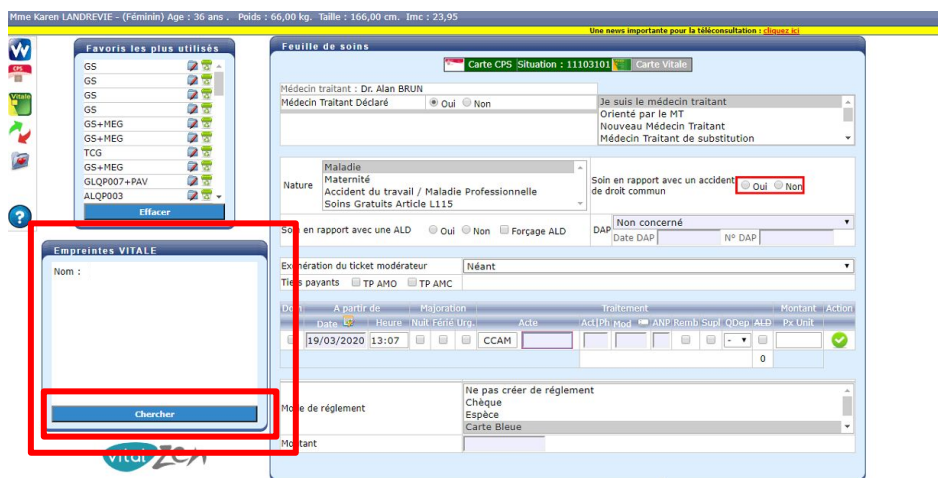 Mme Karen LANDREVIE - (Féminin) Age : 36 ans . Poids : 66,00 kg. Taille : 166,00 cm. Imc : 23,95
Une news importante pour la téléconsultation : cliquez ici
Favoris les plus utilisés
GS
GS
GS
GS
GS+MEG
GS+MEG
TCG
GS+MEG
GLQP007+PAV
ALQP003
Effacer
CPS
Vitale
Empreintes VITALE
Nom :
Chercher
Feuille de soins
Carte CPS Situation : 11103101 Carte Vitale
Médecin traitant : Dr. Alan BRUN
Médecin Traitant Déclaré Oui Non
Je suis le médecin traitant
Orienté par le MT
Nouveau Médecin Traitant
Médecin Traitant de substitution
Nature
Maladie
Maternité
Accident du travail / Maladie Professionnelle
Soins Gratuits Article L115
Soin en rapport avec un accident
de droit commun
Oui Non
en rapport avec une ALD Oui Non Forçage ALD
DAP
Non concerné
Date DAP N° DAP
du ticket modérateur Néant
payants TP AMO TP AMC
A partir de Majoration Traitement Montant Action
Date Heure Nuit Férié Urg. Acte Act|Ph Mod ANP Remb Supl QDep ALD Px Unit
19/03/2020 13:07 CCAM -
0
de réglement
Ne pas créer de réglement
Chèque
Espèce
Carte Bleue